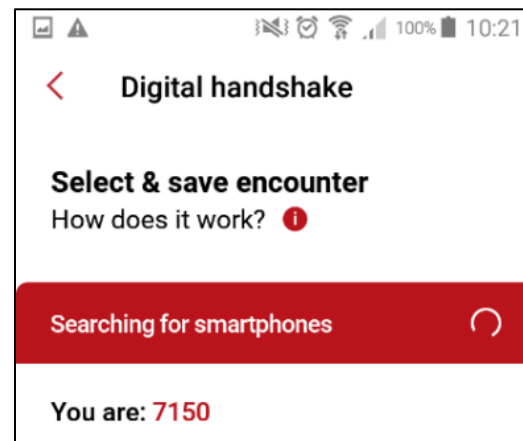 100% 10:21
Digital handshake
Select & save encounter
How does it work? i
Searching for smartphones
You are: 7150